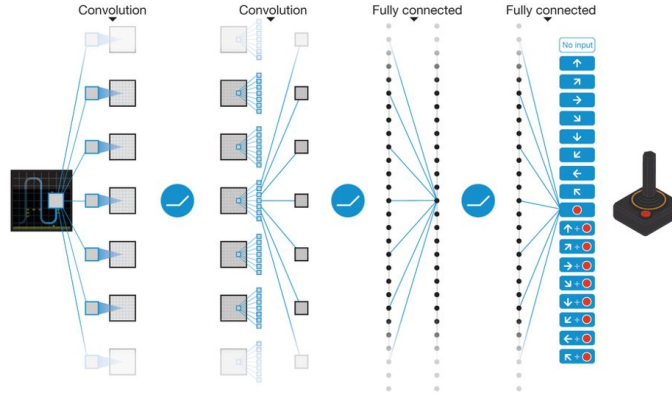 Convolution
Convolution
Fully connected
Fully connected
No input
+
+
+
+
+
+
+
+